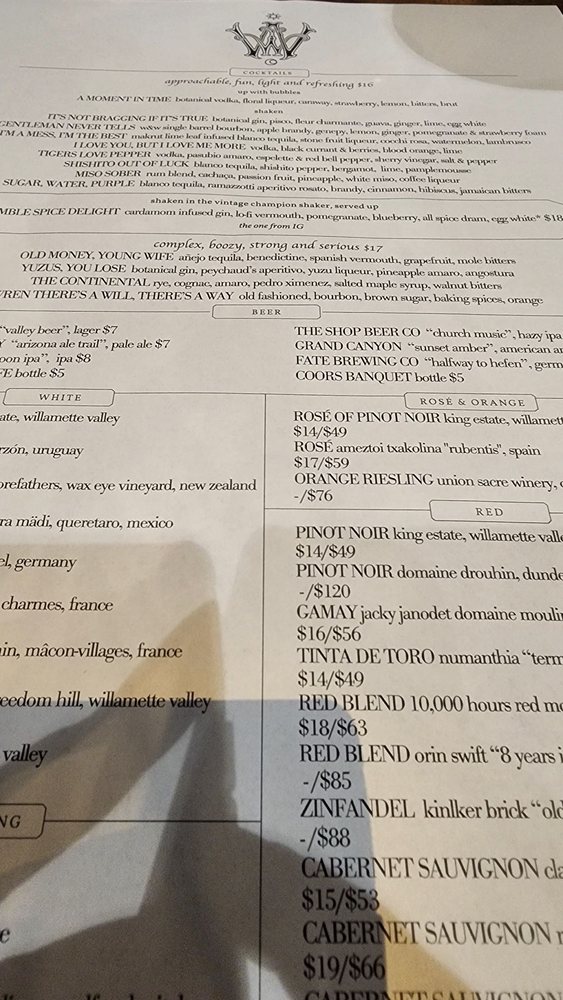 COCKTAILS
approachable, fun, light and refreshing $16
up with bubbles
A MOMENT IN TIME botanical vodka, floral liqueur, caraway, strawberry, lemon, bitters, brut
shaken
IT'S NOT BRAGGING IF IT'S TRUE botanical gin, pisco, fleur charmante, guava, ginger, lime, egg white
GENTLEMAN NEVER TELLS w&w single barrel bourbon, apple brandy, genepy, lemon, ginger, pomegranate & strawberry foam
I'M A MESS, I'M THE BEST makrut lime leaf infused blanco tequila, stone fruit liqueur, cocchi rosa, watermelon, lambrusco
I LOVE YOU, BUT I LOVE ME MORE vodka, black currant & berries, blood orange, lime
TIGERS LOVE PEPPER vodka, pasubio amaro, espelette & red bell pepper, sherry vinegar, salt & pepper
SHISHITO OUT OF LUCK blanco tequila, shishito pepper, bergamot, lime, pamplemousse
MISO SOBER rum blend, cachaça, passion fruit, pineapple, white miso, coffee liqueur
SUGAR, WATER, PURPLE blanco tequila, ramazzotti aperitivo rosato, brandy, cinnamon, hibiscus, jamaican bitters
shaken in the vintage champion shaker, served up
MBLE SPICE DELIGHT cardamom infused gin, lo-fi vermouth, pomegranate, blueberry, all spice dram, egg white* $18
the one from IG
complex, boozy, strong and serious $17
OLD MONEY, YOUNG WIFE añejo tequila, benedictine, spanish vermouth, grapefruit, mole bitters
YUZUS, YOU LOSE botanical gin, peychaud's aperitivo, yuzu liqueur, pineapple amaro, angostura
THE CONTINENTAL rye, cognac, amaro, pedro ximenez, salted maple syrup, walnut bitters
WREN THERE'S A WILL, THERE'S A WAY old fashioned, bourbon, brown sugar, baking spices, orange
BEER
"valley beer", lager $7
Y "arizona ale trail", pale ale $7
oon ipa", ipa $8
FE bottle $5
THE SHOP BEER CO "church music", hazy ipa
GRAND CANYON "sunset amber", american a
FATE BREWING CO "halfway to hefen", germ
COORS BANQUET bottle $5
WHITE
ate, willamette valley
rzón, uruguay
orefathers, wax eye vineyard, new zealand
ra mädi, queretaro, mexico
el, germany
charmes, france
in, mâcon-villages, france
eedom hill, willamette valley
valley
NG
e
ROSÉ & ORANGE
ROSÉ OF PINOT NOIR king estate, willamett
$14/$49
ROSÉ ameztoi txakolina "rubentis", spain
$17/$59
ORANGE RIESLING union sacre winery, c
-/$76
RED
PINOT NOIR king estate, willamette valle
$14/$49
PINOT NOIR domaine drouhin, dunde
-/$120
GAMAY jacky janodet domaine mouli
$16/$56
TINTA DE TORO numanthia "term
$14/$49
RED BLEND 10,000 hours red mo
$18/$63
RED BLEND orin swift "8 years i
-/$85
ZINFANDEL kinlker brick "old
-/$88
CABERNET SAUVIGNON cla
$15/$53
CABERNET SAUVIGNON r
$19/$66
CABERNET SAUVIGNON